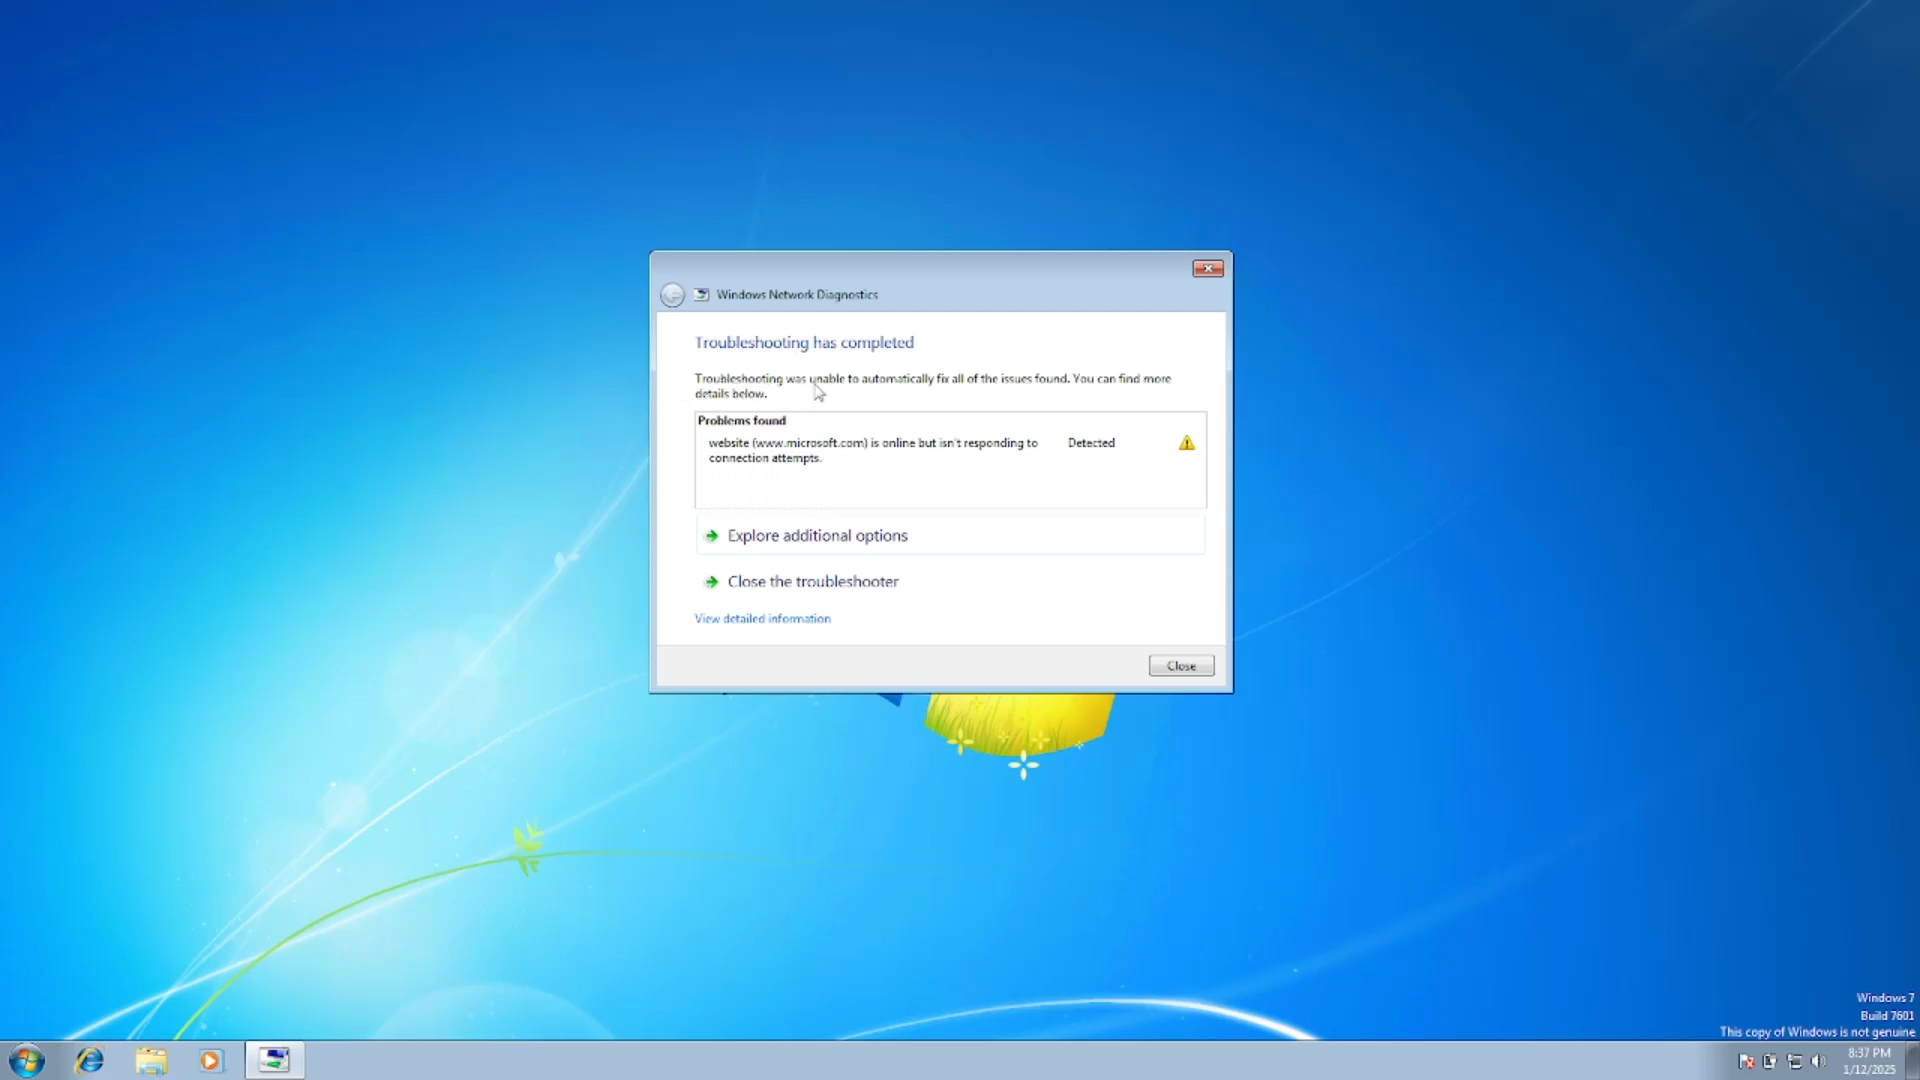 Windows Network Diagnostics
Troubleshooting has completed
Troubleshooting was unable to automatically fix all of the issues found. You can find more
details below.
Problems found
website (www.microsoft.com) is online but isn't responding to
connection attempts.
Detected
Explore additional options
Close the troubleshooter
View detailed information
Close
Windows 7
Build 7601
This copy of Windows is not genuine
8:37 PM
1/12/2025